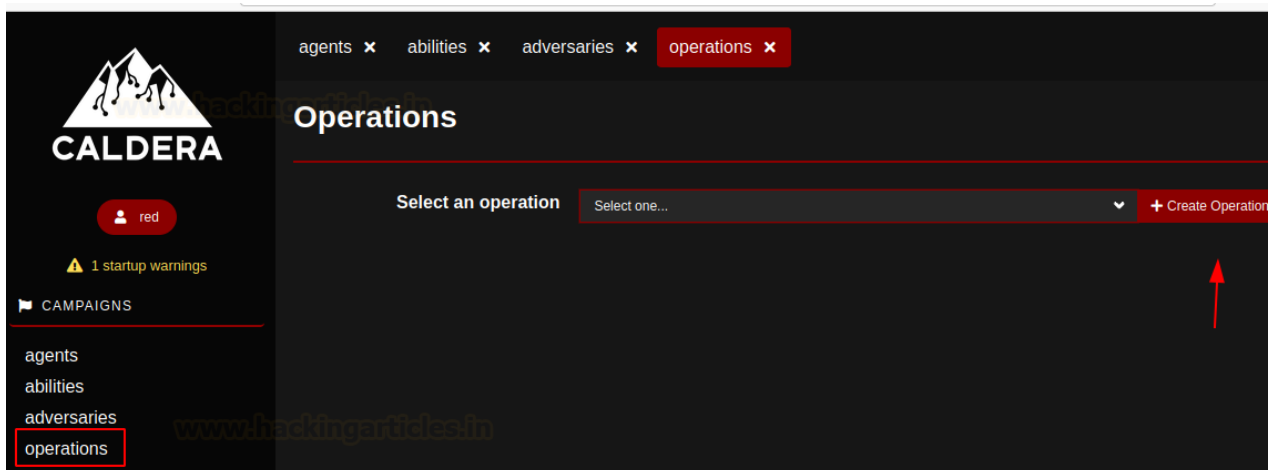 agents × abilities × adversaries × operations ×
www.hackingarticles.in
Operations
CALDERA
Select an operation Select one... + Create Operation
red
1 startup warnings
CAMPAIGNS
agents
abilities
adversaries
www.hackingarticles.in
operations